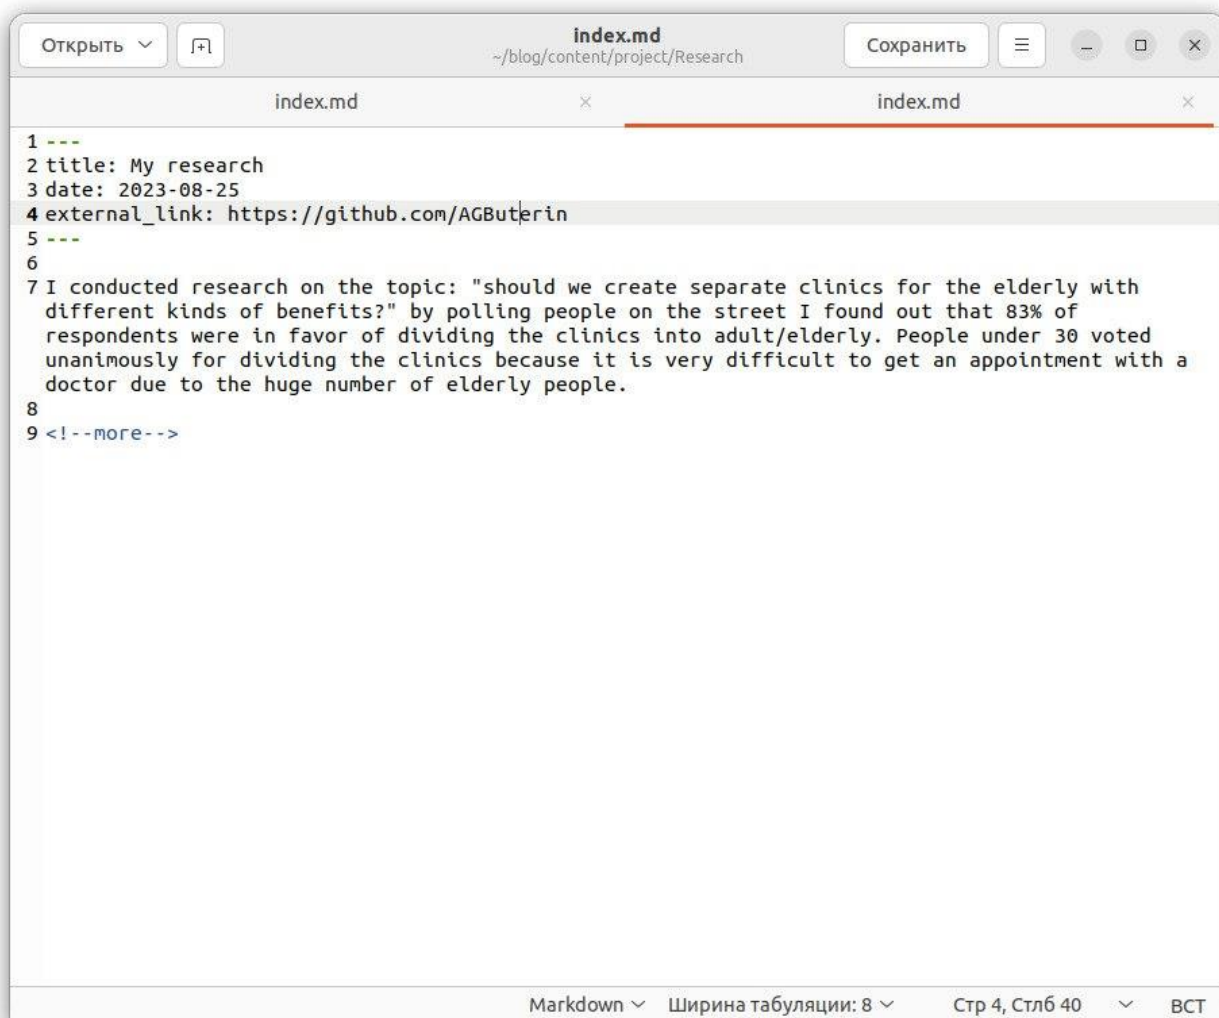 Открыть
index.md
~/blog/content/project/Research
Сохранить
index.md
index.md
1 ---
2 title: My research
3 date: 2023-08-25
4 external_link: https://github.com/AGButerin
5 ---
6
7 I conducted research on the topic: "should we create separate clinics for the elderly with
different kinds of benefits?" by polling people on the street I found out that 83% of
respondents were in favor of dividing the clinics into adult/elderly. People under 30 voted
unanimously for dividing the clinics because it is very difficult to get an appointment with a
doctor due to the huge number of elderly people.
8
9 <!--more-->
Markdown Ширина табуляции: 8 Стр 4, Стлб 40 ВСТ